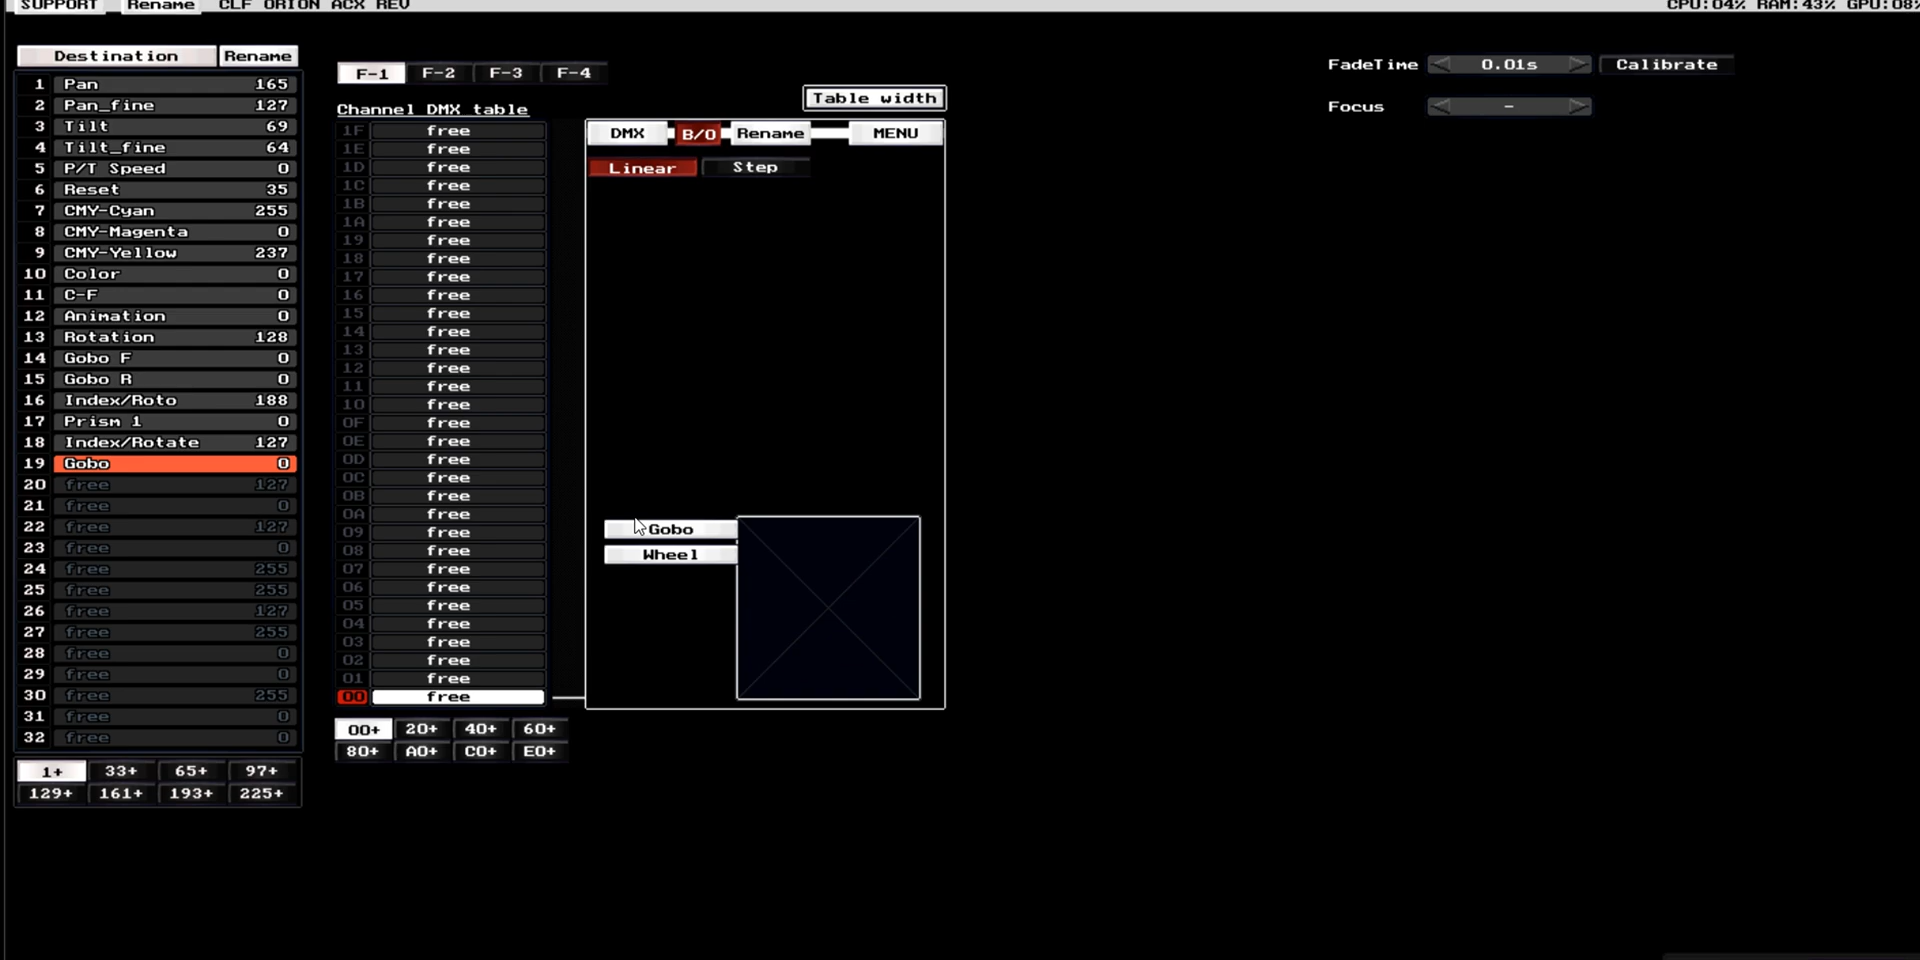 SUPPORT Rename CLF ORION ACX REV CPU:04% RAM:43% GPU:08%
Destination Rename
1 Pan 165
2 Pan_fine 127
3 Tilt 69
4 Tilt_fine 64
5 P/T Speed 0
6 Reset 35
7 CMY-Cyan 255
8 CMY-Magenta 0
9 CMY-Yellow 237
10 Color 0
11 C-F 0
12 Animation 0
13 Rotation 128
14 Gobo F 0
15 Gobo R 0
16 Index/Roto 188
17 Prism 1 0
18 Index/Rotate 127
19 Gobo 0
20 free 127
21 free 0
22 free 127
23 free 0
24 free 255
25 free 255
26 free 127
27 free 255
28 free 0
29 free 0
30 free 255
31 free 0
32 free 0
1+ 33+ 65+ 97+
129+ 161+ 193+ 225+
F-1 F-2 F-3 F-4
Channel DMX table
1F free
1E free
1D free
1C free
1B free
1A free
19 free
18 free
17 free
16 free
15 free
14 free
13 free
12 free
11 free
10 free
0F free
0E free
0D free
0C free
0B free
0A free
09 free
08 free
07 free
06 free
05 free
04 free
03 free
02 free
01 free
00 free
00+ 20+ 40+ 60+
80+ A0+ C0+ E0+
Table width
DMX B/O Rename MENU
Linear Step
Gobo
Wheel
FadeTime 0.01s Calibrate
Focus -